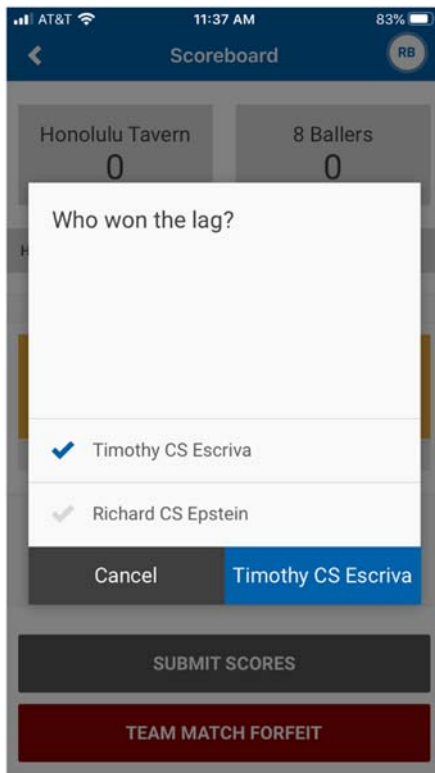 AT&T 11:37 AM 83%
Scoreboard RB
Honolulu Tavern 8 Ballers
0 0
Who won the lag?
H
Timothy CS Escriva
Richard CS Epstein
Cancel Timothy CS Escriva
SUBMIT SCORES
TEAM MATCH FORFEIT